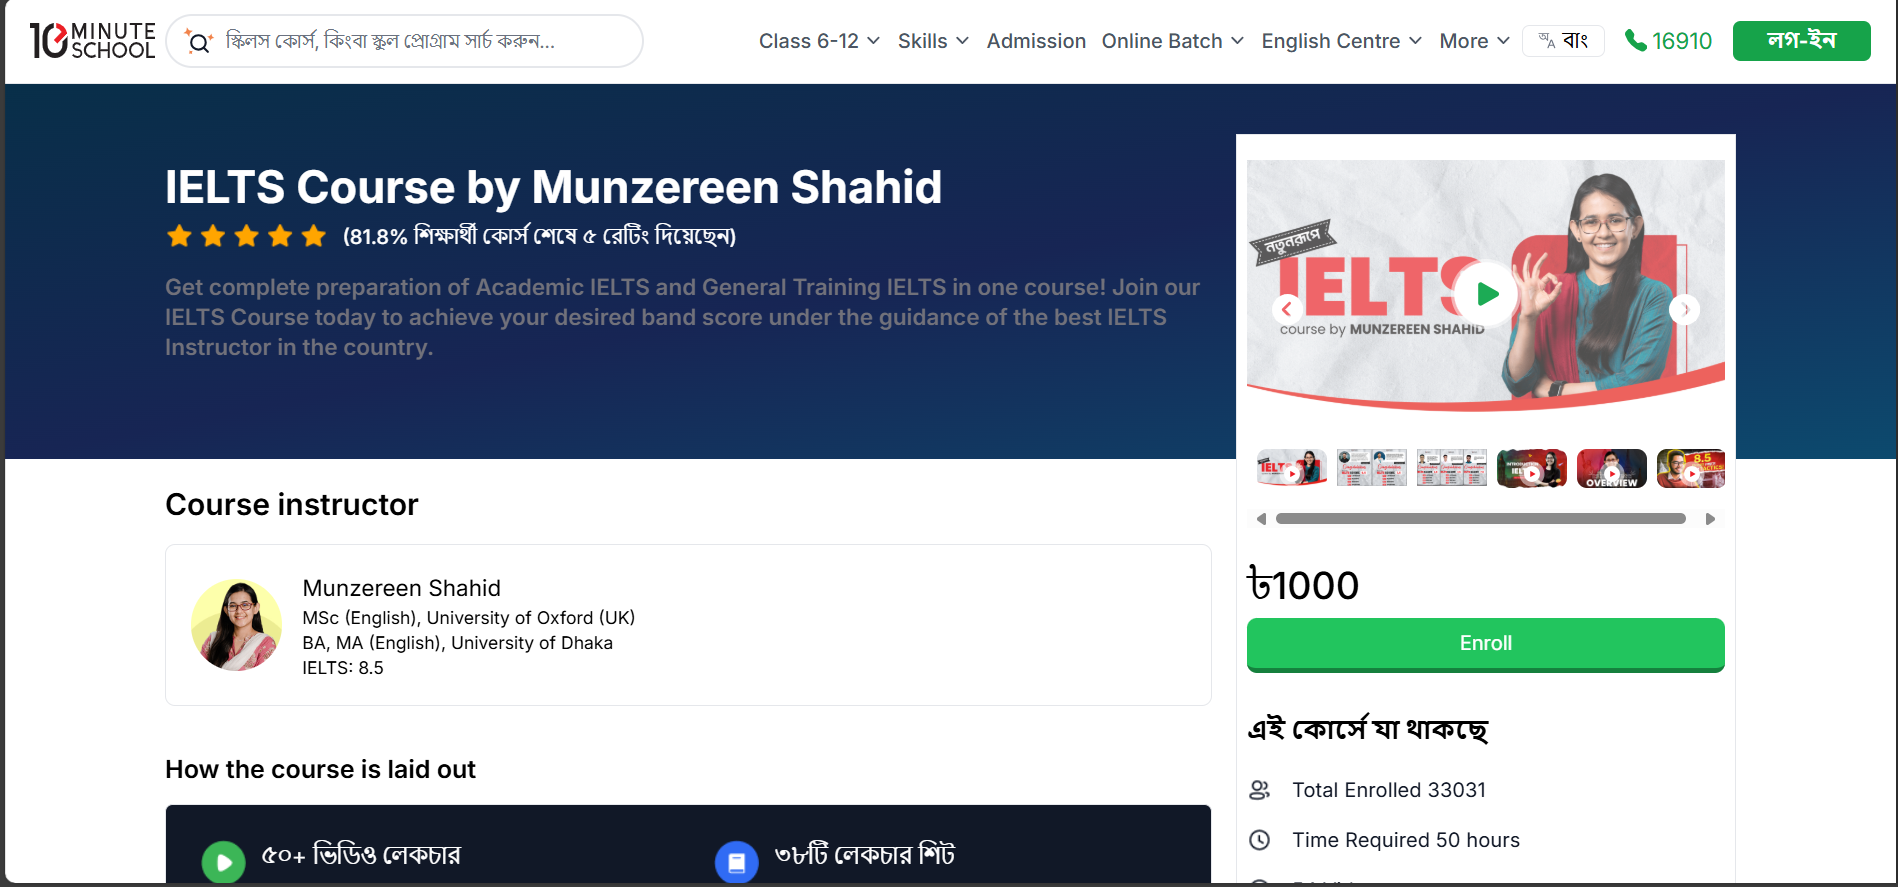 10 MINUTE SCHOOL
স্কিলস কোর্স, কিংবা স্কুল প্রোগ্রাম সার্চ করুন...
Class 6-12
Skills
Admission
Online Batch
English Centre
More
অA বাং
16910
লগ-ইন
IELTS Course by Munzereen Shahid
(81.8% শিক্ষার্থী কোর্স শেষে ৫ রেটিং দিয়েছেন)
Get complete preparation of Academic IELTS and General Training IELTS in one course! Join our
IELTS Course today to achieve your desired band score under the guidance of the best IELTS
Instructor in the country.
নতুনরূপে
IELTS
course by MUNZEREEN SHAHID
OVERVIEW
8.5
৳1000
Enroll
Course instructor
Munzereen Shahid
MSc (English), University of Oxford (UK)
BA, MA (English), University of Dhaka
IELTS: 8.5
এই কোর্সে যা থাকছে
Total Enrolled 33031
Time Required 50 hours
How the course is laid out
৫০+ ভিডিও লেকচার
৩৮টি লেকচার শিট